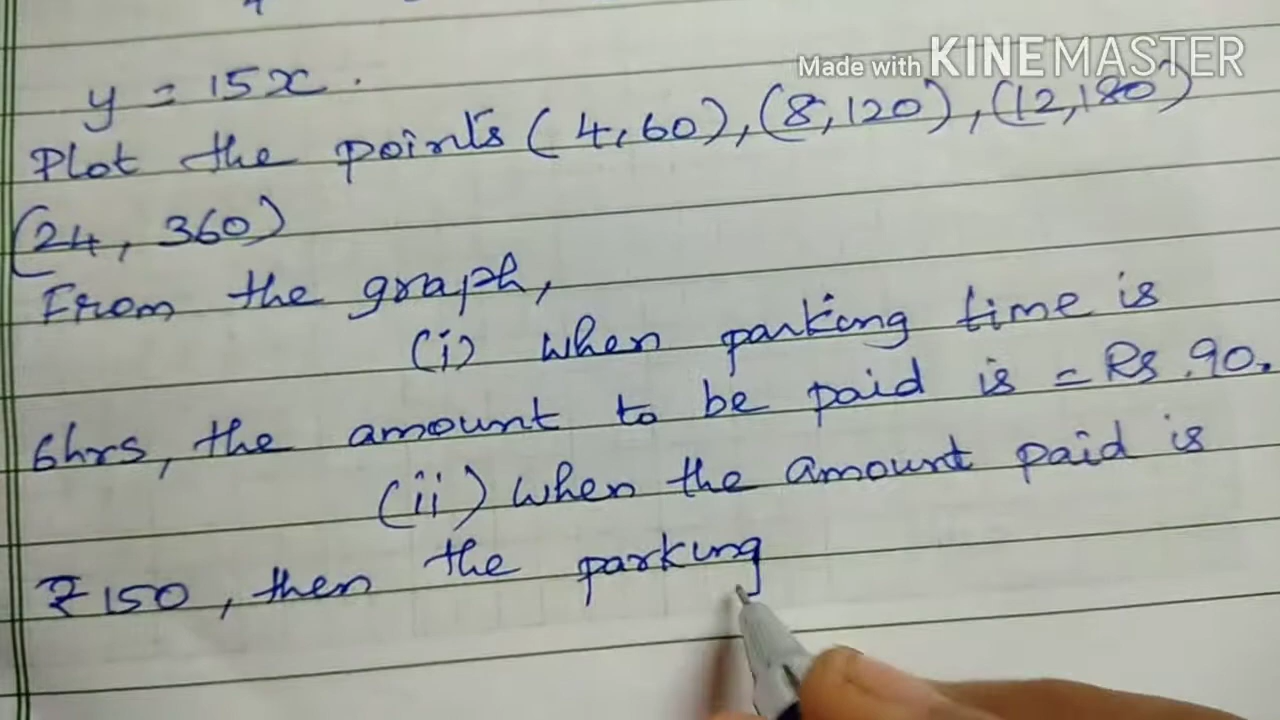 Made with KINEMASTER
y = 15x.
Plot the points (4,60), (8,120), (12,180)
(24, 360)
From the graph,
(i) when parking time is
6hrs, the amount to be paid is = Rs.90.
(ii) when the amount paid is
₹150, then the parking